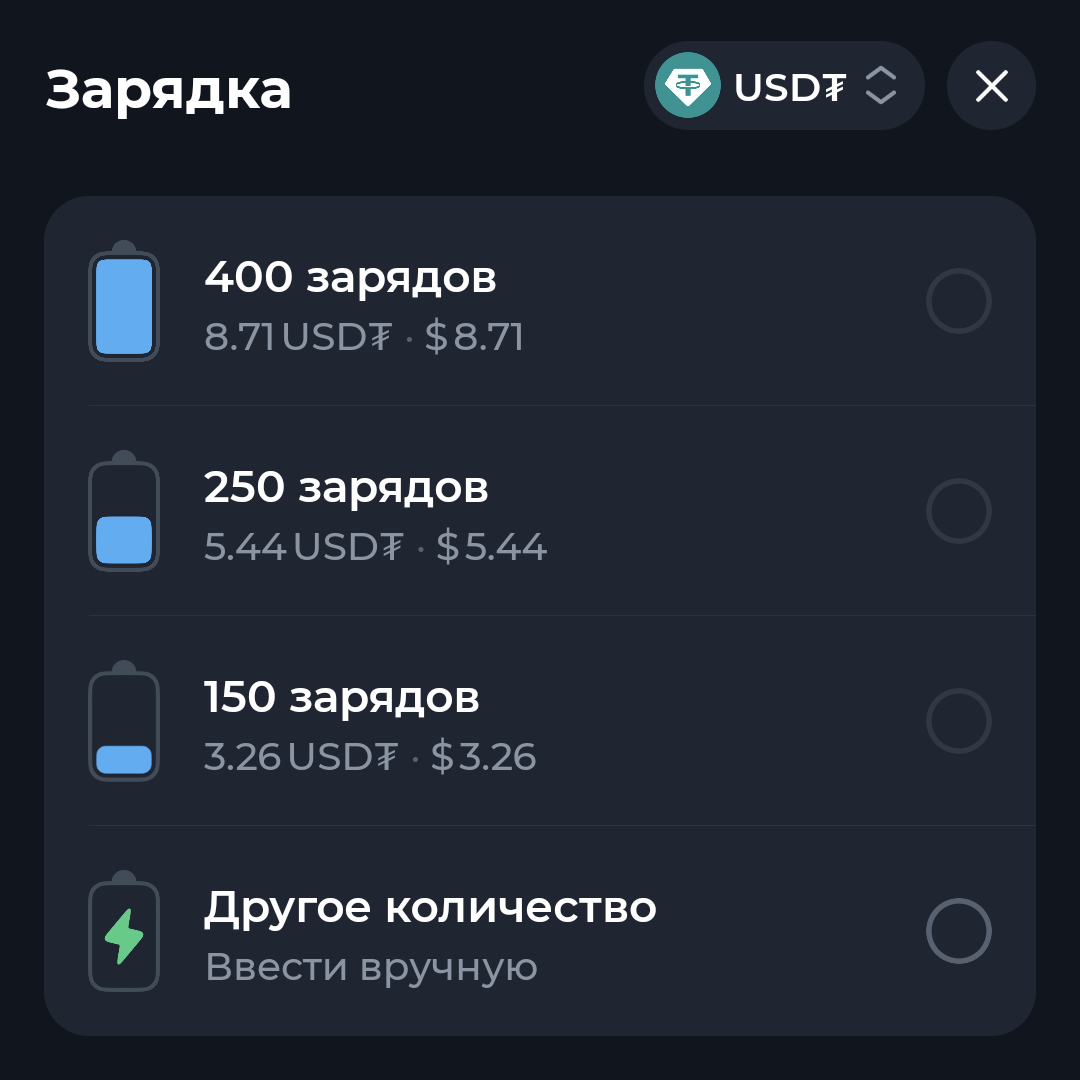 Зарядка
USD₮
400 зарядов
8.71 USD₮ · $ 8.71
250 зарядов
5.44 USD₮ · $ 5.44
150 зарядов
3.26 USD₮ · $ 3.26
Другое количество
Ввести вручную